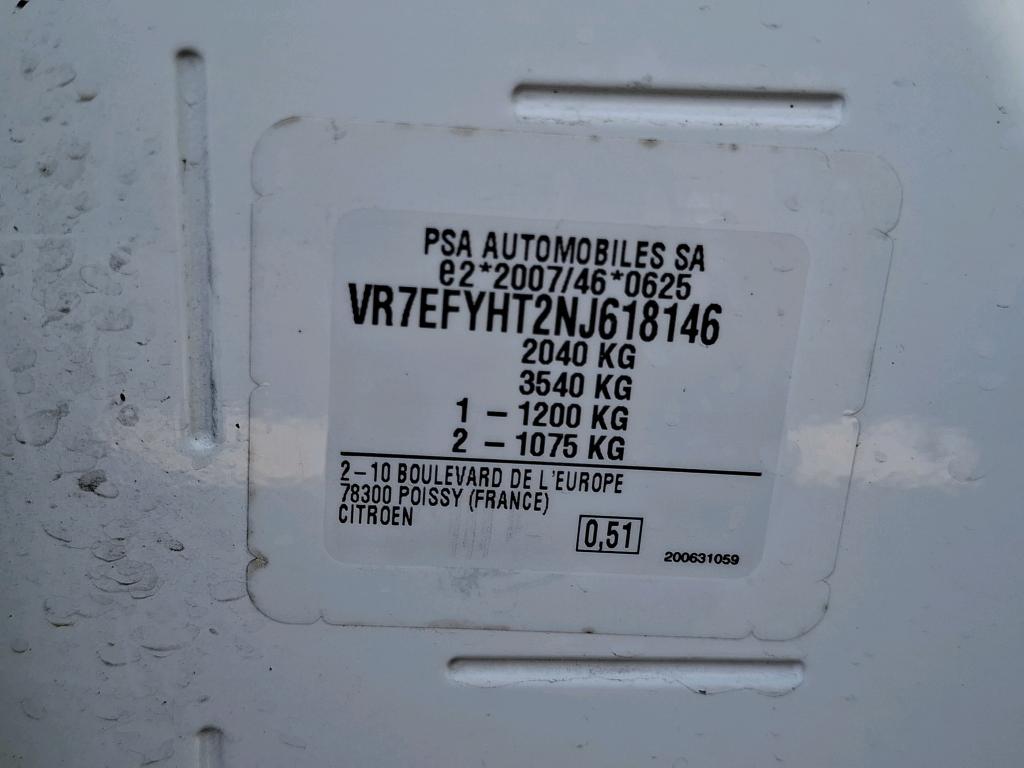 PSA AUTOMOBILES SA
e2*2007/46*0625
VR7EFYHT2NJ618146
2040 KG
3540 KG
1 – 1200 KG
2 – 1075 KG
2–10 BOULEVARD DE L'EUROPE
78300 POISSY (FRANCE)
CITROEN
0,51
200631059